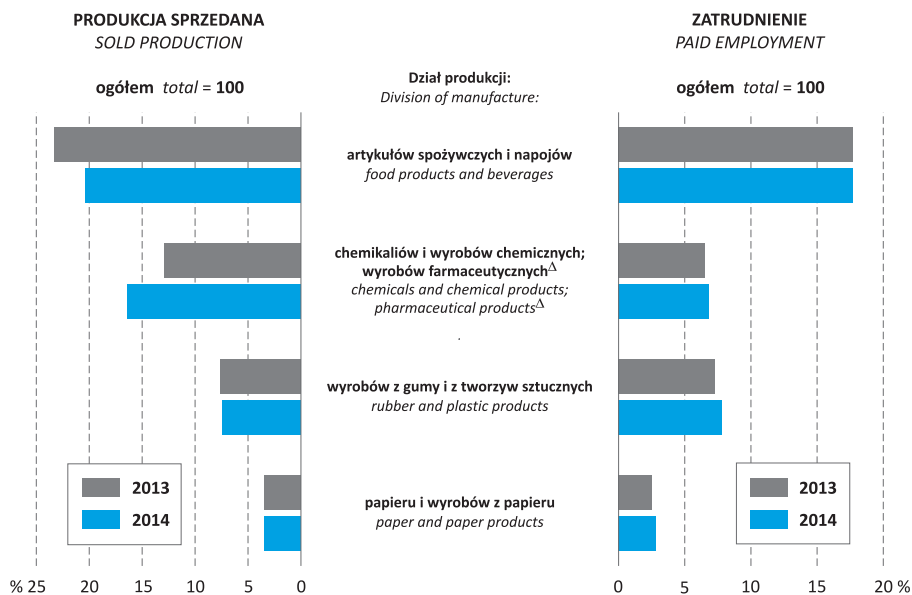 PRODUKCJA SPRZEDANA
SOLD PRODUCTION
ogółem total = 100
Dział produkcji:
Division of manufacture:
ZATRUDNIENIE
PAID EMPLOYMENT
ogółem total = 100
artykułów spożywczych i napojów
food products and beverages
chemikaliów i wyrobów chemicznych;
wyrobów farmaceutycznychΔ
chemicals and chemical products;
pharmaceutical productsΔ
wyrobów z gumy i z tworzyw sztucznych
rubber and plastic products
papieru i wyrobów z papieru
paper and paper products
2013
2014
2013
2014
% 25 20 15 10 5 0
0 5 10 15 20 %